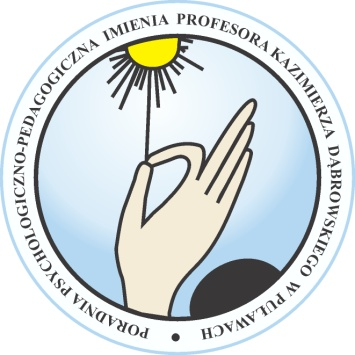 PORADNIA PSYCHOLOGICZNO-PEDAGOGICZNA IMIENIA PROFESORA KAZIMIERZA DĄBROWSKIEGO W PUŁAWACH •